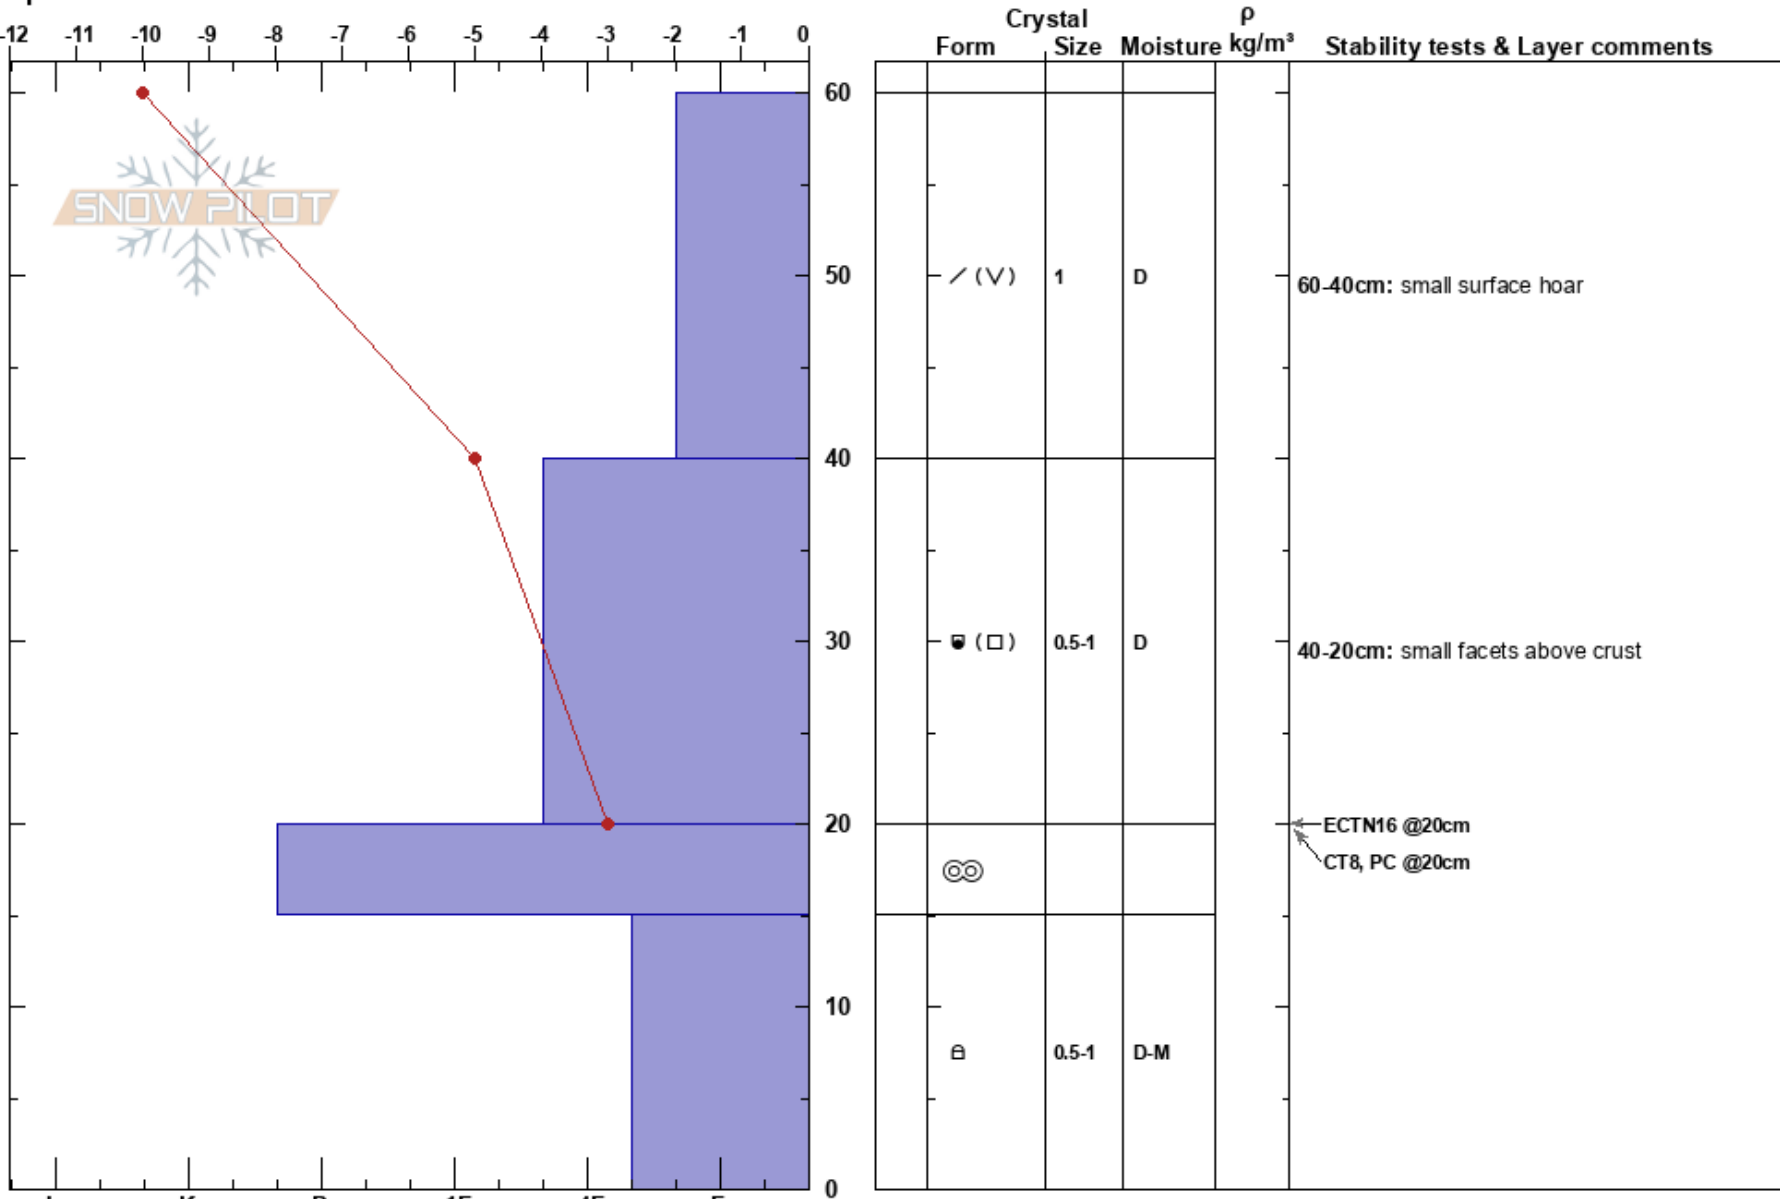 -12 -11 -10 -9 -8 -7 -6 -5 -4 -3 -2 -1 0
Crystal ρ
Form Size Moisture kg/m³ Stability tests & Layer comments
60
SNOW PILOT
50
(V) 1 D
60-40cm: small surface hoar
40
30
0.5-1 D
40-20cm: small facets above crust
20
ECTN16 @20cm
CT8, PC @20cm
10
0.5-1 D-M
0